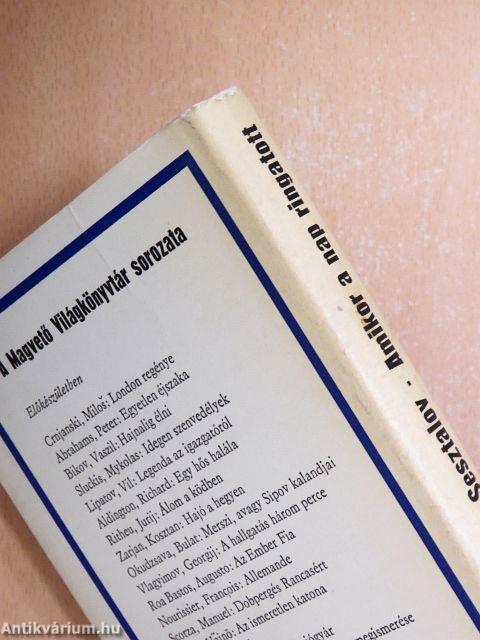 Sesztalov - Amikor a nap ringatott
A Magvető Világkönyvtár sorozata
Előkészületben
Crnjanski, Miloš: London regénye
Abrahams, Peter: Egyetlen éjszaka
Bikov, Vaszil: Hajnalig élni
Sluckis, Mykolas: Idegen szenvedélyek
Lipatov, Vil: Legenda az igazgatóról
Aldington, Richard: Egy hős halála
Ritheu, Jurij: Álom a ködben
Zarjan, Kosztan: Hajó a hegyen
Okudzsava, Bulat: Merszi, avagy Sipov kalandjai
Vlagyimov, Georgij: A hallgatás három perce
Roa Bastos, Augusto: Az Ember Fia
Nourissier, François: Allemande
Scorza, Manuel: Dobpergés Rancasért
Az ismeretlen katona
megismerése
Antikvárium.hu